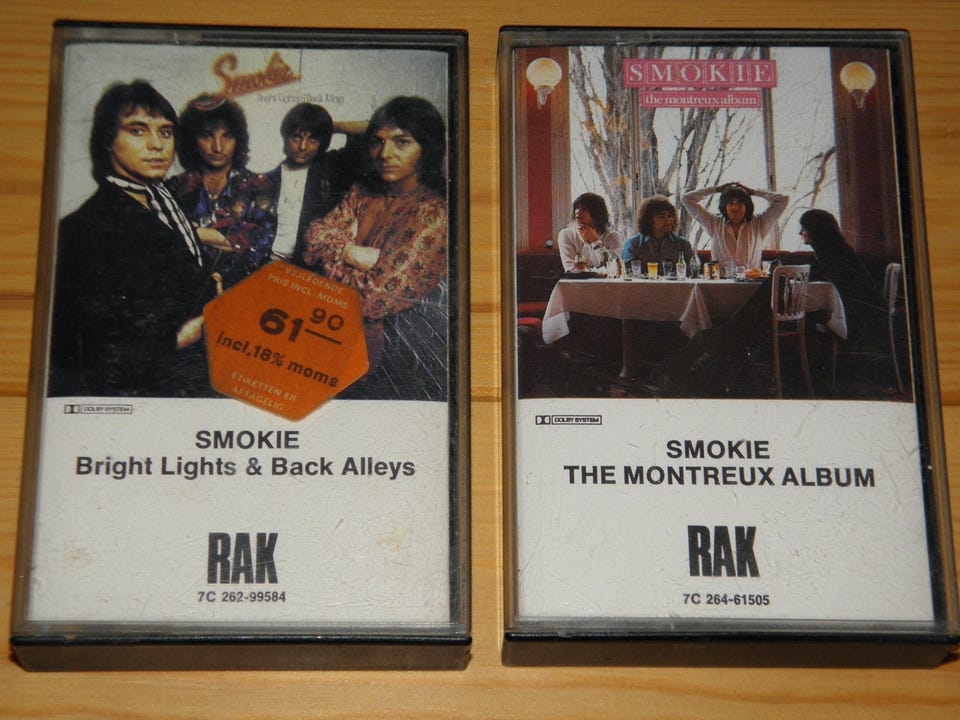 Smokie
Bright Lights & Back Alleys
VEJLEDENDE
PRIS INCL. MOMS
61 90
incl. 18% moms
ETIKETTEN ER
AFTAGELIG
DOLBY SYSTEM
SMOKIE
Bright Lights & Back Alleys
RAK
7C 262-99584
SMOKIE
the montreux album
DOLBY SYSTEM
SMOKIE
THE MONTREUX ALBUM
RAK
7C 264-61505